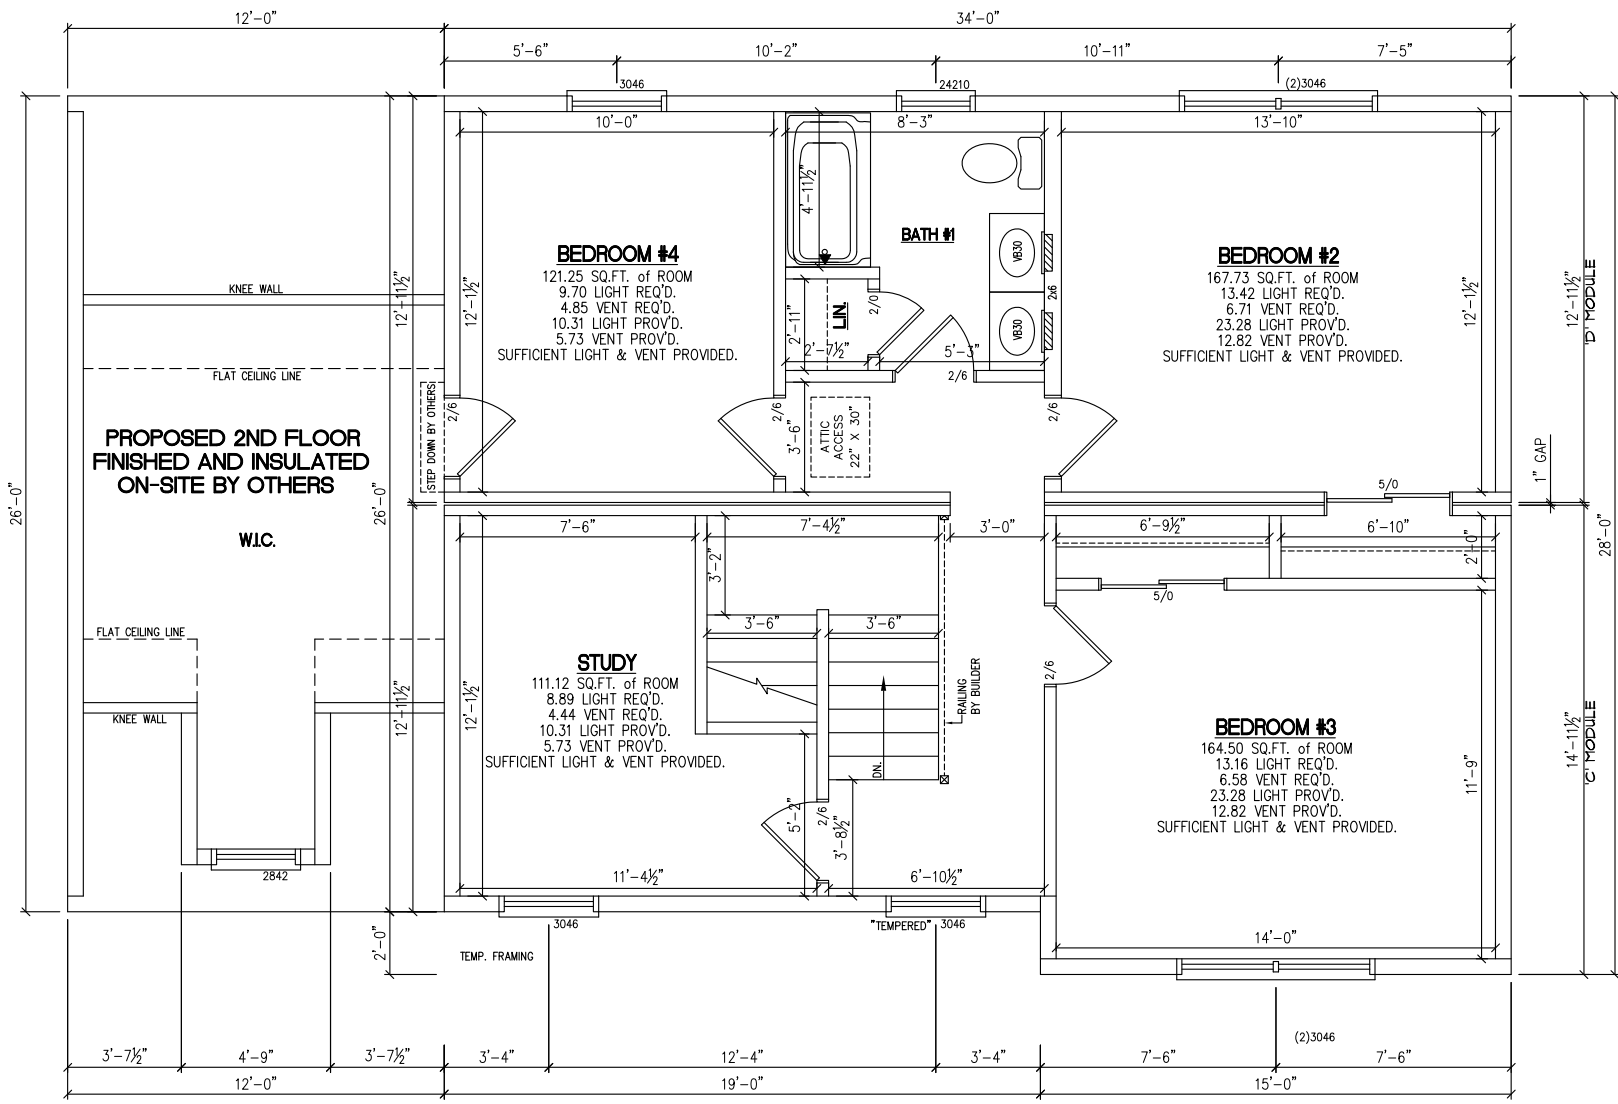 12'-0"
34'-0"
5'-6"
10'-2"
10'-11"
7'-5"
3046
24210
(2)3046
10'-0"
8'-3"
13'-10"
4'-11½"
BATH #1
BEDROOM #4
121.25 SQ.FT. of ROOM
9.70 LIGHT REQ'D.
4.85 VENT REQ'D.
10.31 LIGHT PROV'D.
5.73 VENT PROV'D.
SUFFICIENT LIGHT & VENT PROVIDED.
BEDROOM #2
167.73 SQ.FT. of ROOM
13.42 LIGHT REQ'D.
6.71 VENT REQ'D.
23.28 LIGHT PROV'D.
12.82 VENT PROV'D.
SUFFICIENT LIGHT & VENT PROVIDED.
VB30
VB30
2x6
KNEE WALL
12'-11½"
12'-1½"
12'-1½"
12'-11½"
'D' MODULE
2'-11"
LIN.
2/0
2'-7½"
5'-3"
2/6
FLAT CEILING LINE
STEP DOWN BY OTHERS
2/6
2/6
2/6
3'-6"
ATTIC
ACCESS
22" X 30"
PROPOSED 2ND FLOOR
FINISHED AND INSULATED
ON-SITE BY OTHERS
W.I.C.
26'-0"
26'-0"
1" GAP
28'-0"
5/0
7'-6"
7'-4½"
3'-0"
6'-9½"
6'-10"
2'-0"
3'-2"
5/0
3'-6"
3'-6"
FLAT CEILING LINE
KNEE WALL
12'-11½"
12'-1½"
STUDY
111.12 SQ.FT. of ROOM
8.89 LIGHT REQ'D.
4.44 VENT REQ'D.
10.31 LIGHT PROV'D.
5.73 VENT PROV'D.
SUFFICIENT LIGHT & VENT PROVIDED.
RAILING
BY BUILDER
DN.
2/6
BEDROOM #3
164.50 SQ.FT. of ROOM
13.16 LIGHT REQ'D.
6.58 VENT REQ'D.
23.28 LIGHT PROV'D.
12.82 VENT PROV'D.
SUFFICIENT LIGHT & VENT PROVIDED.
11'-9"
14'-11½"
'C' MODULE
5'-2"
2/6
3'-8½"
2842
11'-4½"
6'-10½"
3046
"TEMPERED"
3046
2'-0"
TEMP. FRAMING
14'-0"
(2)3046
3'-7½"
4'-9"
3'-7½"
3'-4"
12'-4"
3'-4"
7'-6"
7'-6"
12'-0"
19'-0"
15'-0"